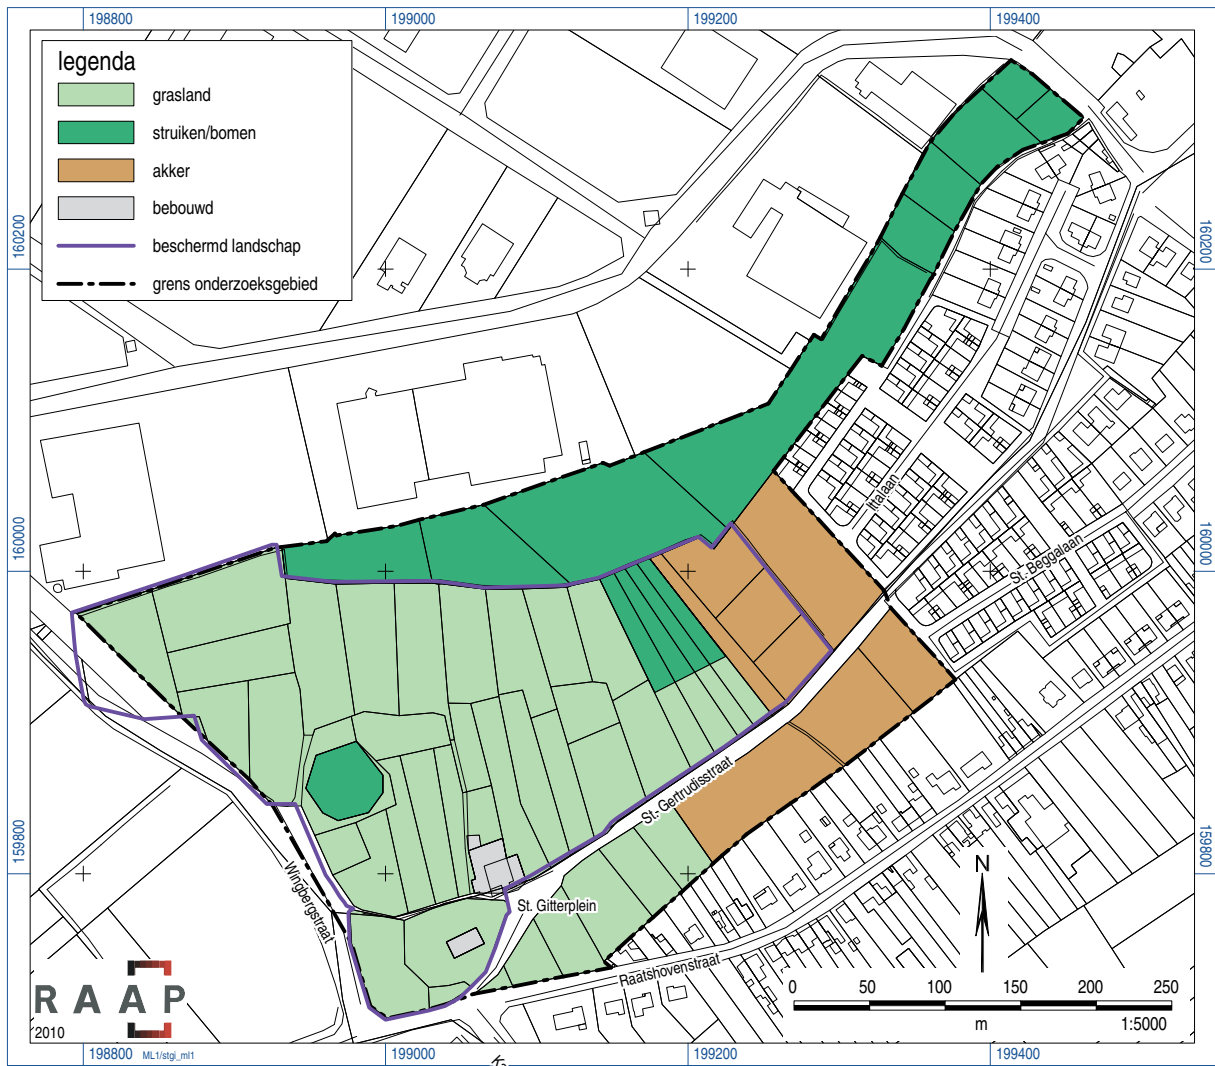 198800
199000
199200
199400
legenda
grasland
struiken/bomen
akker
bebouwd
beschermd landschap
grens onderzoeksgebied
160200
160200
Ittalaan
160000
160000
St. Beggalaan
St. Gertrudisstraat
159800
159800
Wingbergstraat
St. Gitterplein
N
Raatshovenstraat
RAAP
2010
0 50 100 150 200 250
m 1:5000
198800
ML1/stgi_ml1
199000
199200
199400